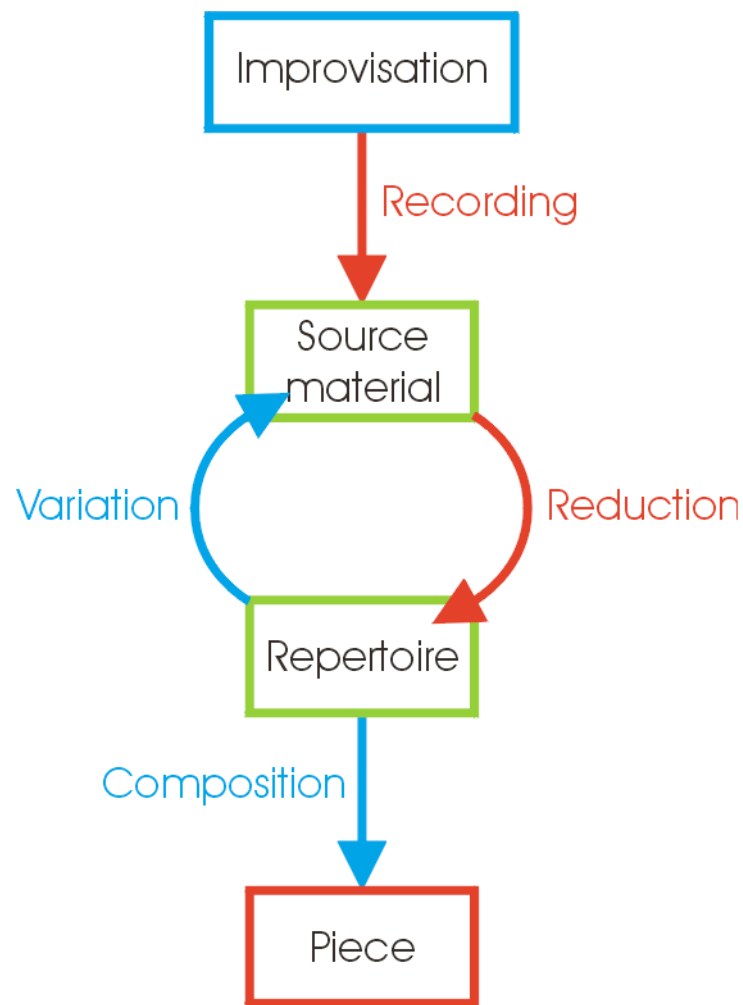 Improvisation
Recording
Source
material
Variation
Reduction
Repertoire
Composition
Piece